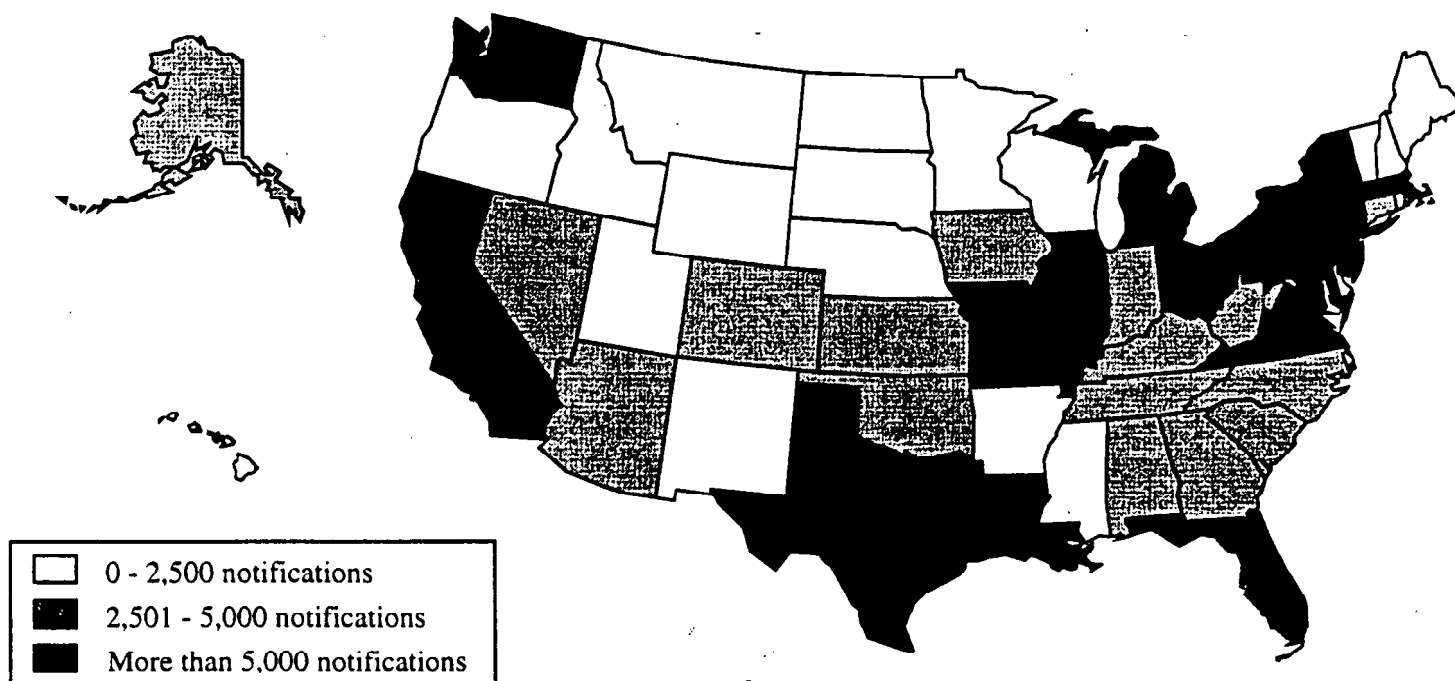 0 - 2,500 notifications
2,501 - 5,000 notifications
More than 5,000 notifications